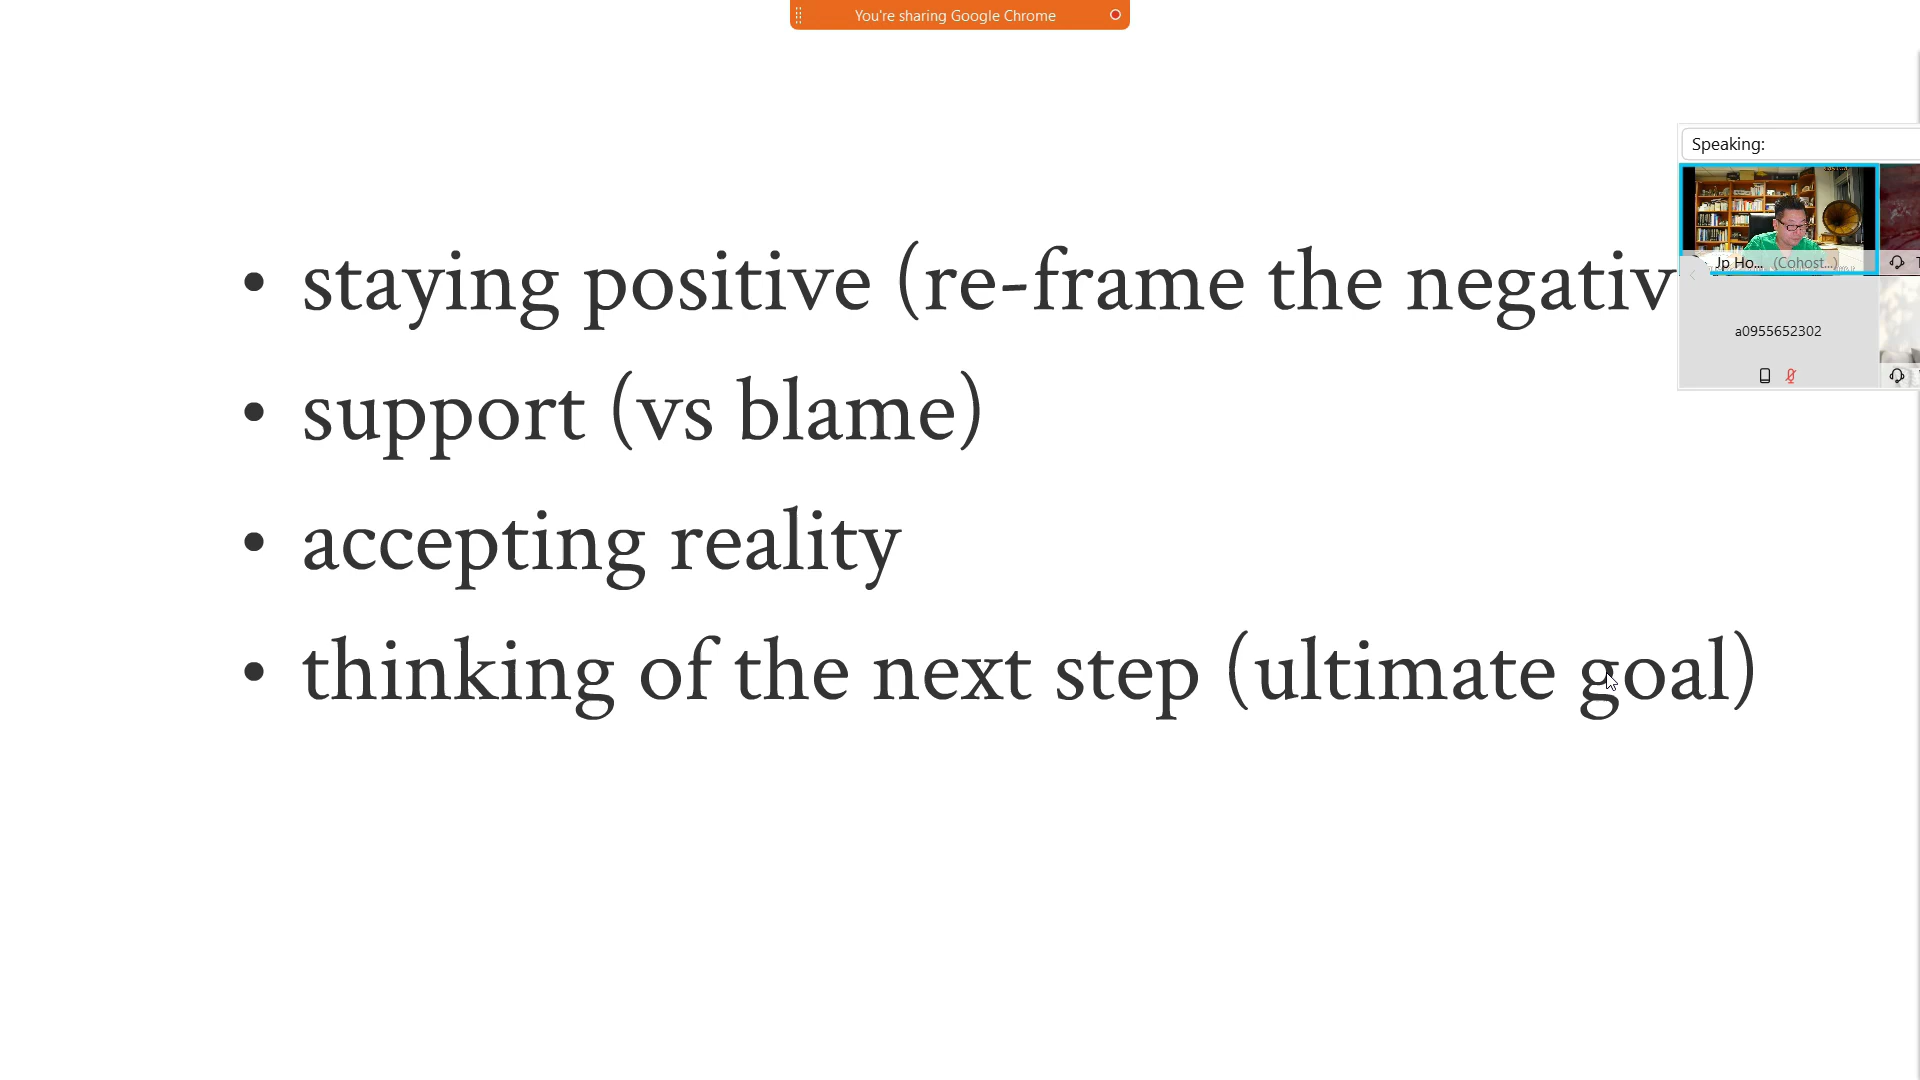 You're sharing Google Chrome
Speaking:
• staying positive (re-frame the negativ
Jp Ho... (Cohost...)
a0955652302
• support (vs blame)
• accepting reality
• thinking of the next step (ultimate goal)